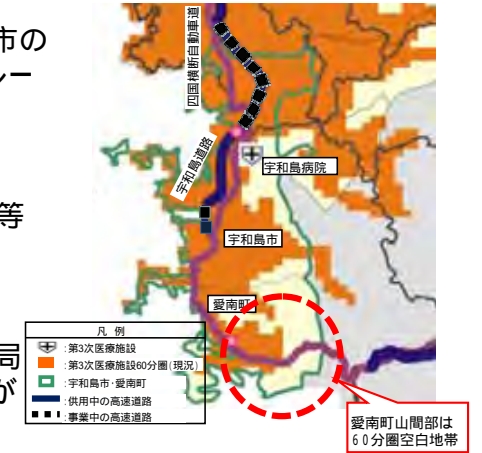 市の
レー
等
局
が
四国横断自動車道
宇和島道路
宇和島病院
宇和島市
愛南町
凡 例
:第3次医療施設
:第3次医療施設60分圏(現況)
:宇和島市・愛南町
:供用中の高速道路
:事業中の高速道路
愛南町山間部は
60分圏空白地帯